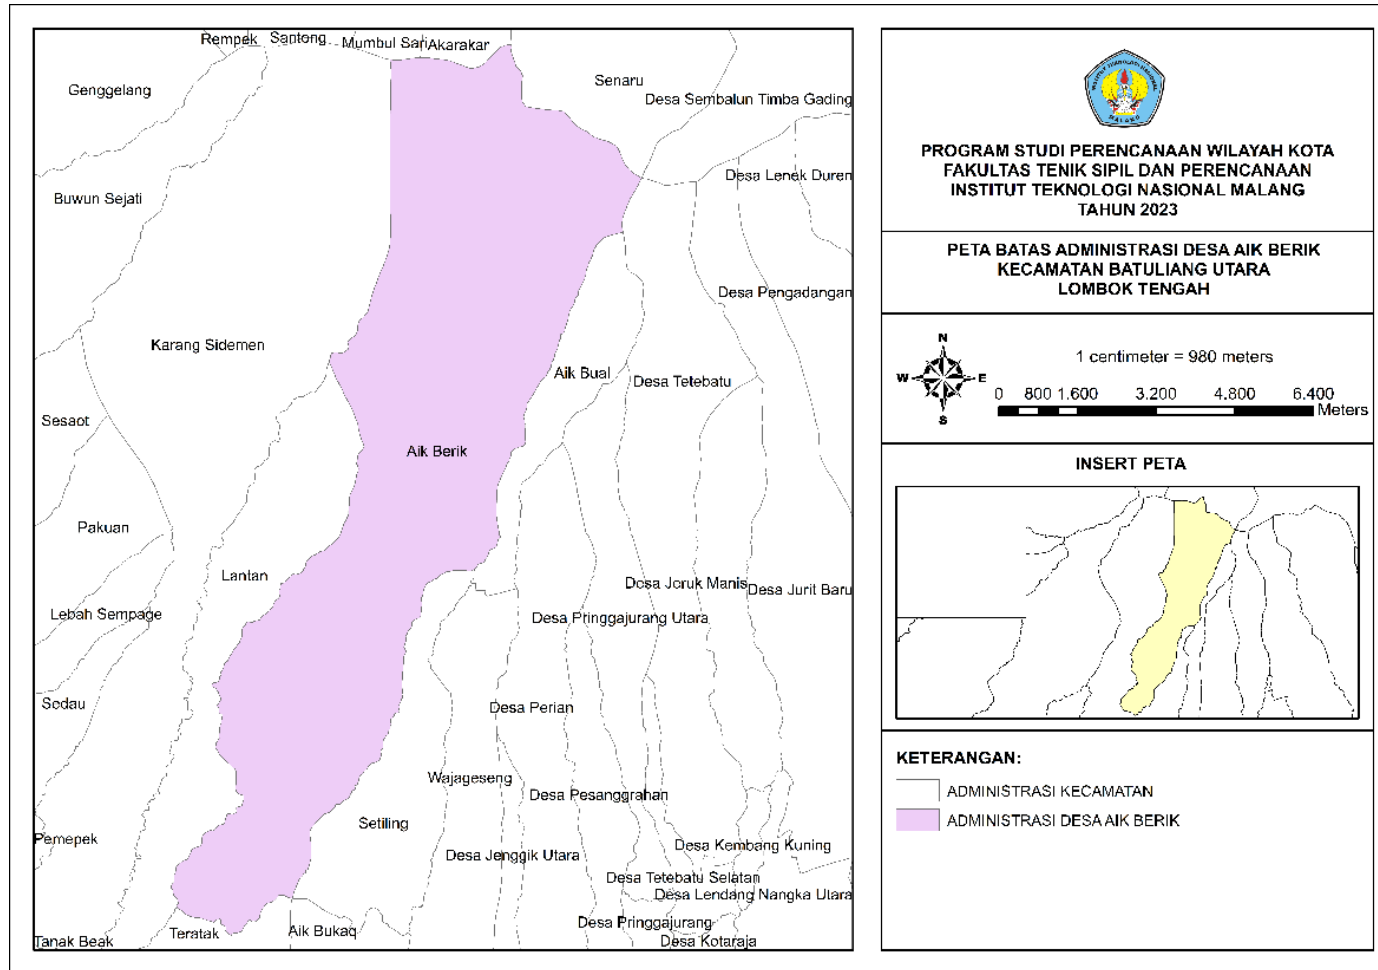 Rempek
Santong
Mumbul Sari
Akarakar
Genggelang
Senaru
Desa Sembalun Timba Gading
Desa Lenek Duren
Buwun Sejati
Desa Pengadangan
Karang Sidemen
Aik Bual
Desa Tetebatu
Sesaot
Aik Berik
Pakuan
Lantan
Desa Joruk Manis
Desa Jurit Baru
Lebah Sempage
Desa Pringgajurang Utara
Sedau
Desa Perian
Wajageseng
Desa Pesanggrahan
Setiling
Pemepek
Desa Kembang Kuning
Desa Jenggik Utara
Desa Tetebatu Selatan
Desa Lendang Nangka Utara
Desa Pringgajurang
Teratak
Aik Bukaq
Tanak Beak
Desa Kotaraja
INSTITUT TEKNOLOGI NASIONAL
MALANG
PROGRAM STUDI PERENCANAAN WILAYAH KOTA
FAKULTAS TENIK SIPIL DAN PERENCANAAN
INSTITUT TEKNOLOGI NASIONAL MALANG
TAHUN 2023
PETA BATAS ADMINISTRASI DESA AIK BERIK
KECAMATAN BATULIANG UTARA
LOMBOK TENGAH
N
W E
S
1 centimeter = 980 meters
0 800 1.600 3.200 4.800 6.400
Meters
INSERT PETA
KETERANGAN:
ADMINISTRASI KECAMATAN
ADMINISTRASI DESA AIK BERIK